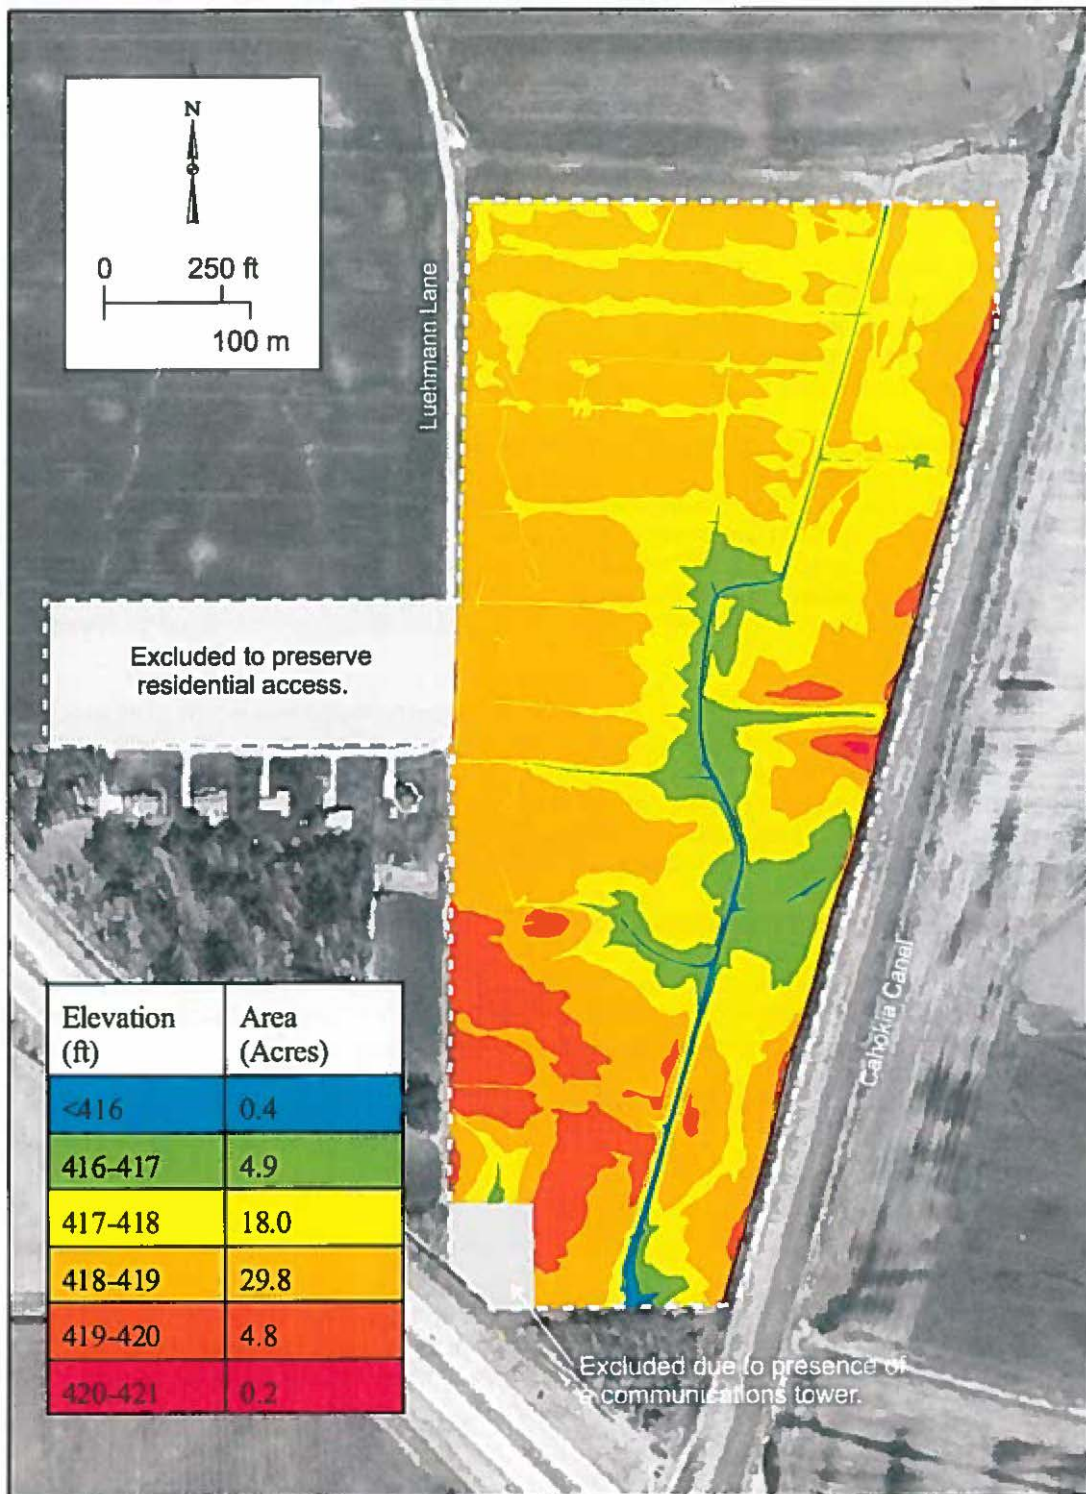 N
0 250 ft
100 m
Luehmann Lane
Excluded to preserve
residential access.
Elevation
(ft)
Area
(Acres)
<416 0.4
416-417 4.9
417-418 18.0
418-419 29.8
419-420 4.8
420-421 0.2
Cahokia Canal
Excluded due to presence of
a communications tower.